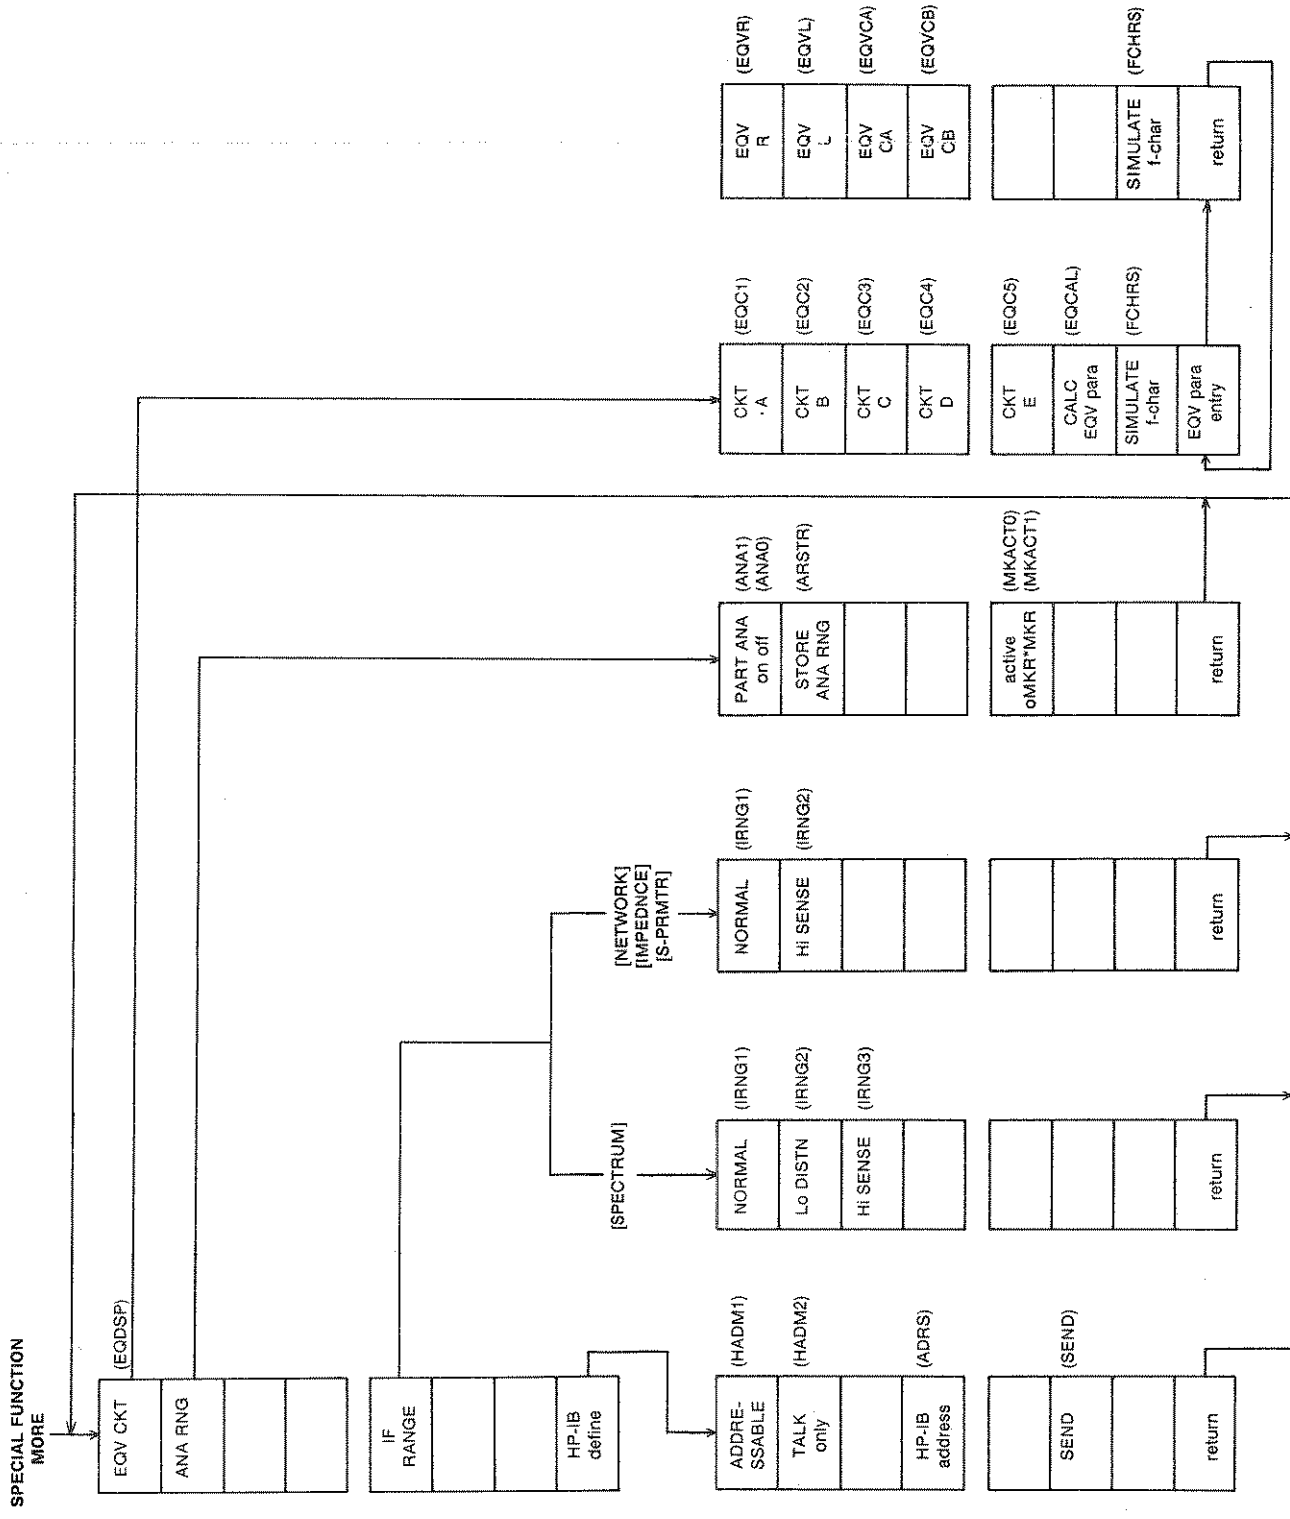 SPECIAL FUNCTION
MORE
EQV CKT
(EQDSP)
ANA RNG
IF
RANGE
HP-IB
define
ADDRE-
SSABLE
(HADM1)
TALK
only
(HADM2)
HP-IB
address
(ADRS)
SEND
(SEND)
return
[SPECTRUM]
NORMAL
(IRNG1)
Lo DISTN
(IRNG2)
Hi SENSE
(IRNG3)
return
[NETWORK]
[IMPEDNCE]
[S-PRMTR]
NORMAL
(IRNG1)
Hi SENSE
(IRNG2)
return
PART ANA
on off
(ANA1)
(ANA0)
STORE
ANA RNG
(ARSTR)
active
oMKR*MKR
(MKACT0)
(MKACT1)
return
CKT
A
(EQC1)
CKT
B
(EQC2)
CKT
C
(EQC3)
CKT
D
(EQC4)
CKT
E
(EQC5)
CALC
EQV para
(EQCAL)
SIMULATE
f-char
(FCHRS)
EQV para
entry
EQV
R
(EQVR)
EQV
L
(EQVL)
EQV
CA
(EQVCA)
EQV
CB
(EQVCB)
SIMULATE
f-char
(FCHRS)
return